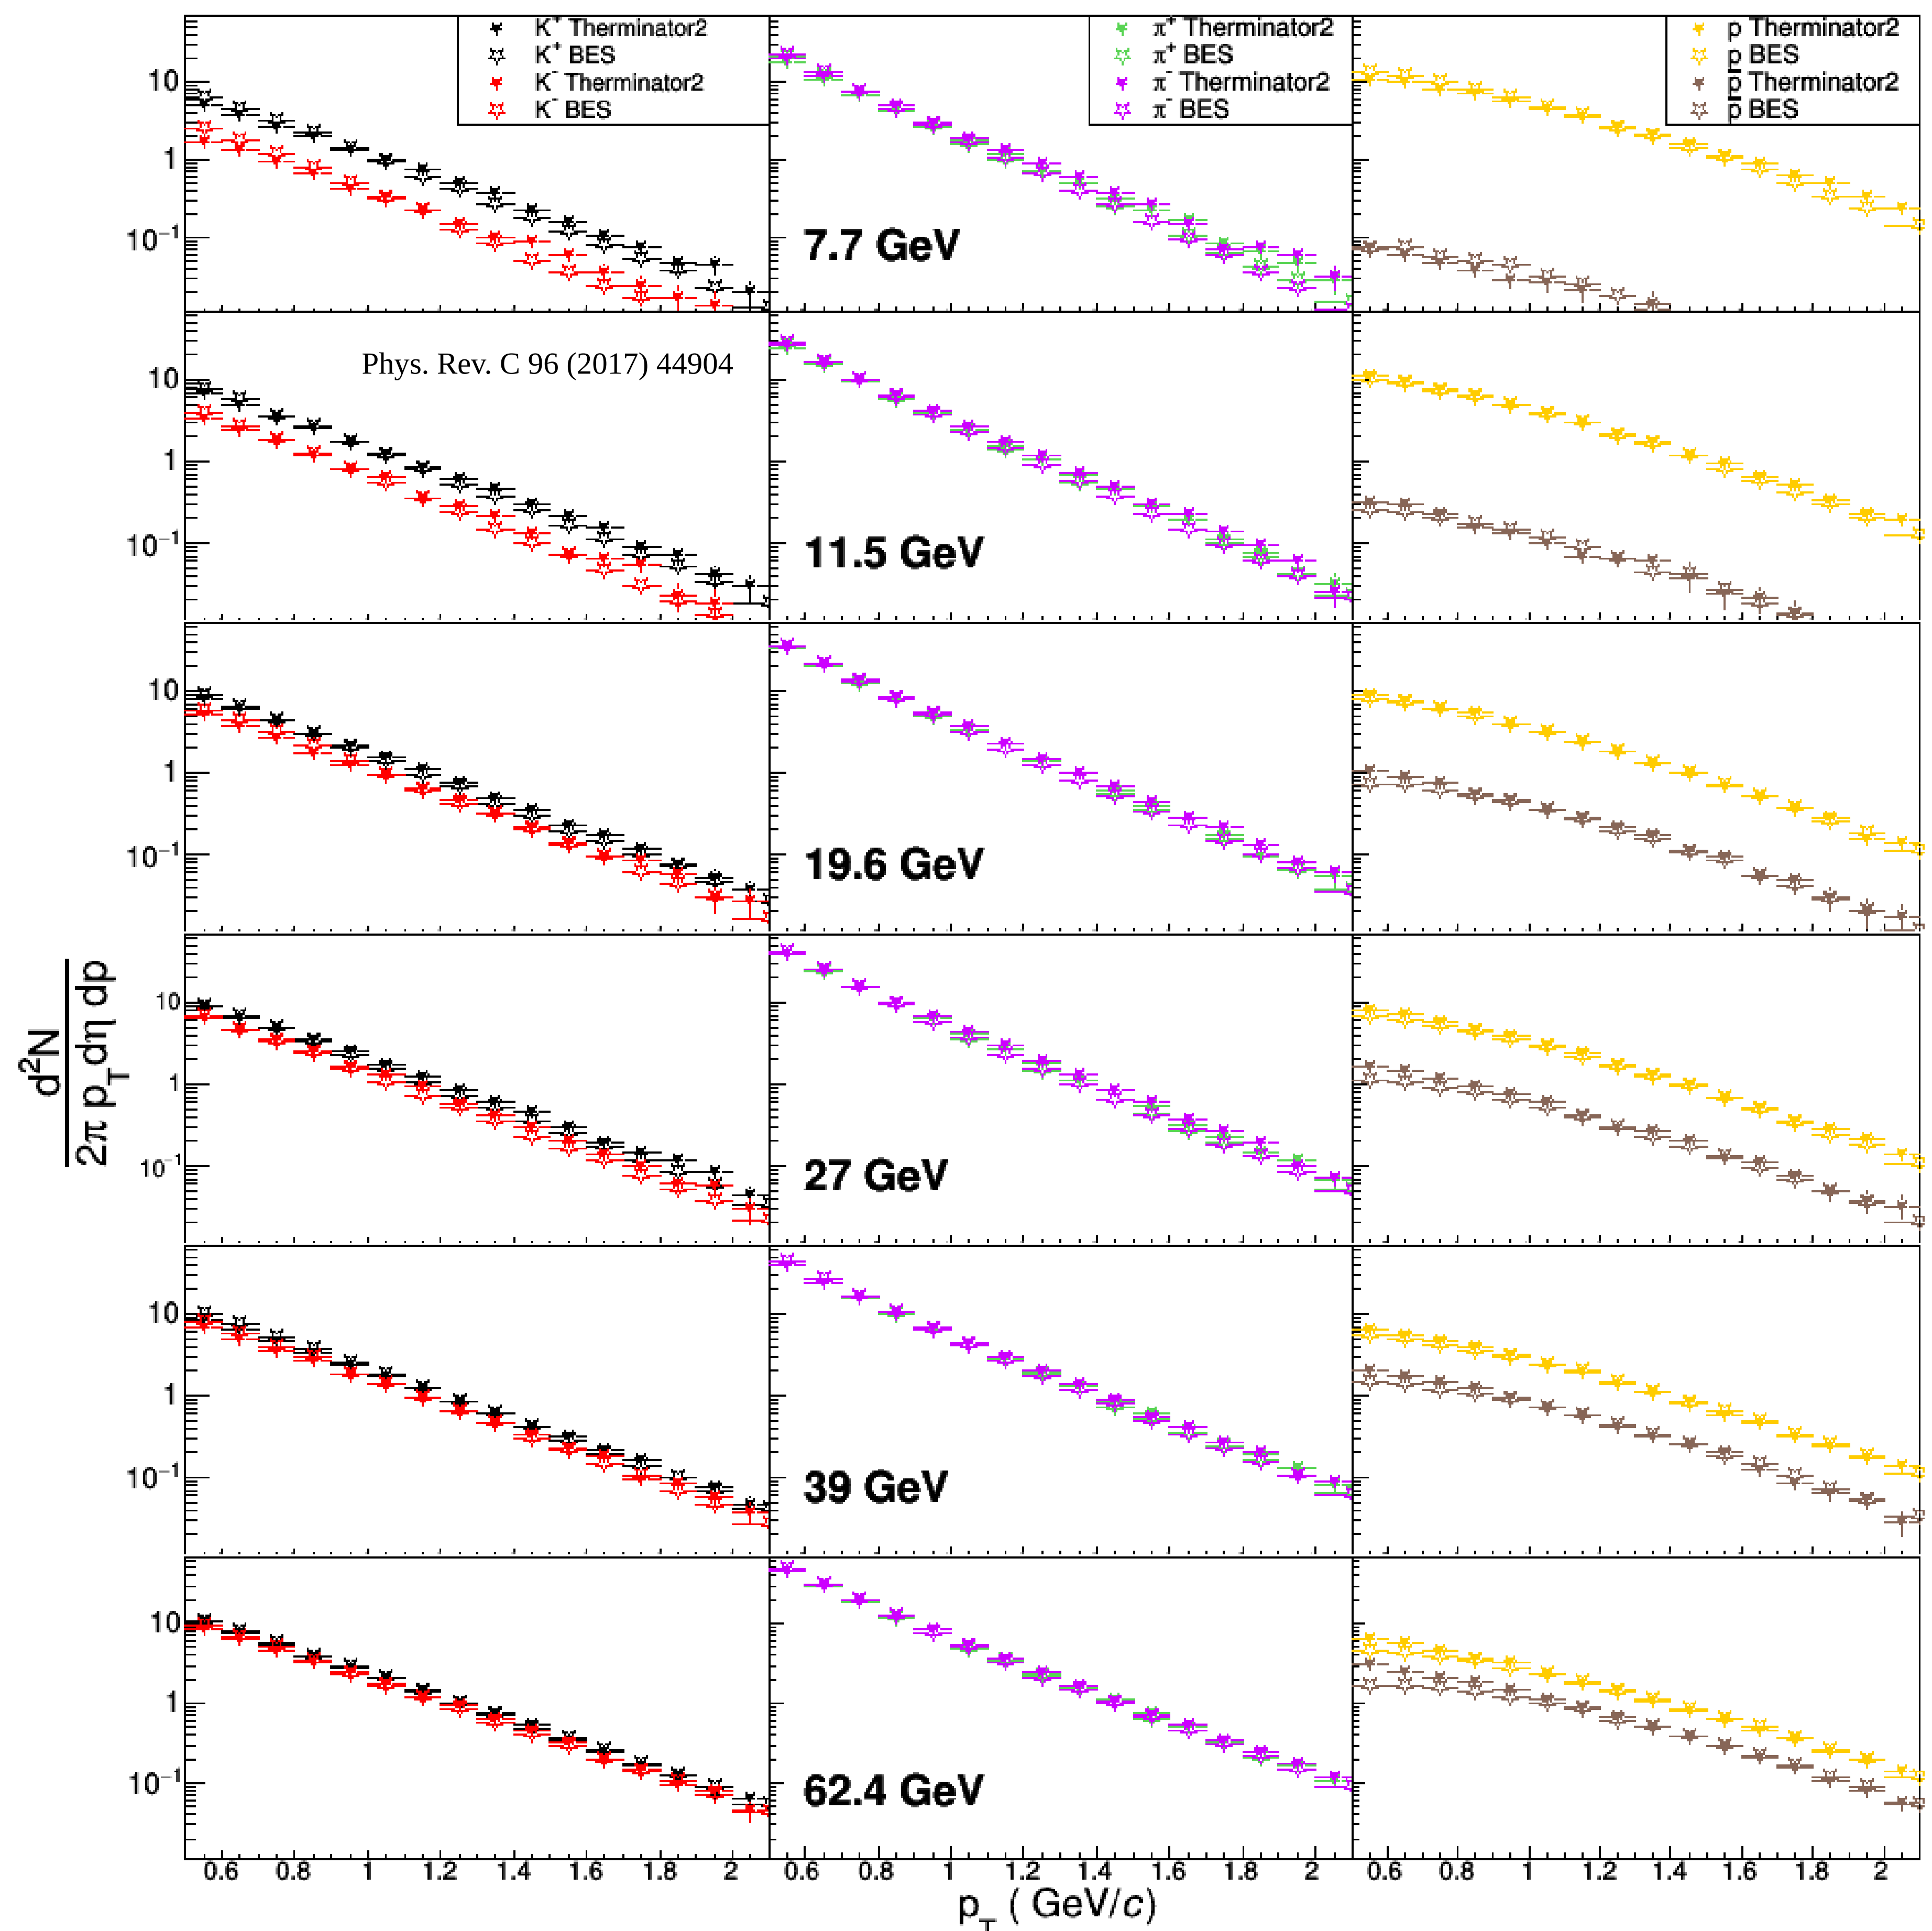 K⁺ Therminator2
K⁺ BES
K⁻ Therminator2
K⁻ BES
π⁺ Therminator2
π⁺ BES
π⁻ Therminator2
π⁻ BES
p Therminator2
p BES
p̅ Therminator2
p̅ BES
10
1
10⁻¹
7.7 GeV
Phys. Rev. C 96 (2017) 44904
10
1
10⁻¹
11.5 GeV
10
1
10⁻¹
19.6 GeV
d²N
2π p_T dη dp
10
1
10⁻¹
27 GeV
10
1
10⁻¹
39 GeV
10
1
10⁻¹
62.4 GeV
0.6 0.8 1 1.2 1.4 1.6 1.8 2
0.6 0.8 1 1.2 1.4 1.6 1.8 2
0.6 0.8 1 1.2 1.4 1.6 1.8 2
p_T ( GeV/c)